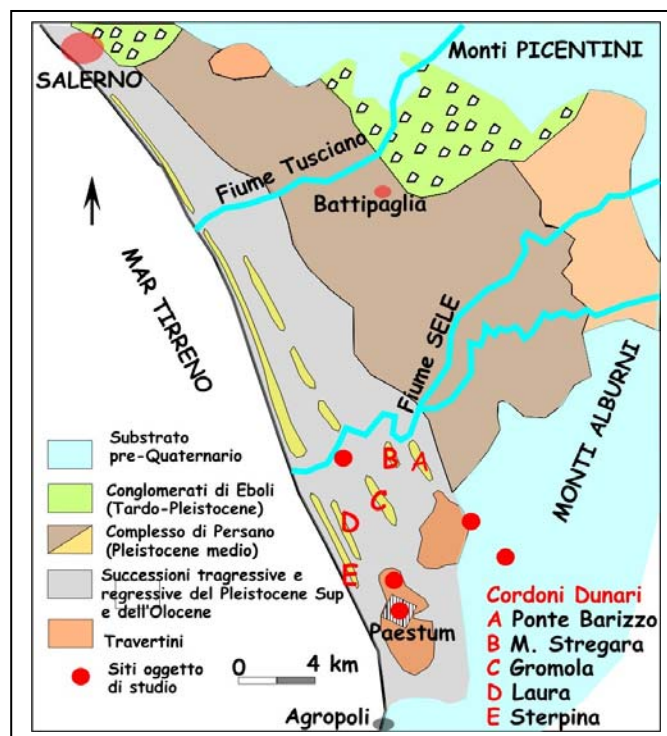 Monti PICENTINI
SALERNO
Fiume Tusciano
Battipaglia
MAR TIRRENO
Fiume SELE
MONTI ALBURNI
B
A
C
D
E
Paestum
Agropoli
Substrato
pre-Quaternario
Conglomerati di Eboli
(Tardo-Pleistocene)
Complesso di Persano
(Pleistocene medio)
Successioni tragressive e
regressive del Pleistocene Sup
e dell'Olocene
Travertini
Siti oggetto
di studio
0 4 km
Cordoni Dunari
A Ponte Barizzo
B M. Stregara
C Gromola
D Laura
E Sterpina